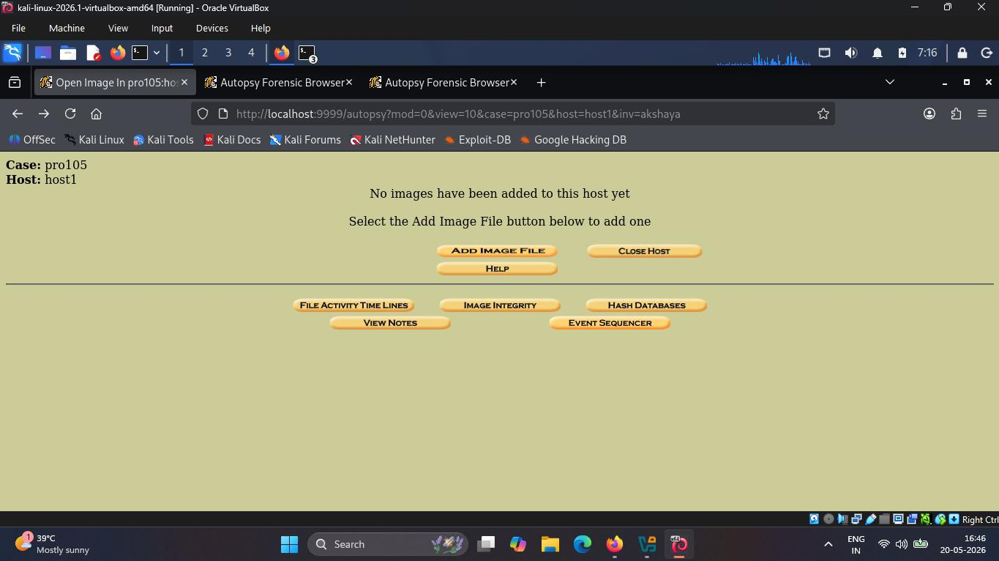 kali-linux-2026.1-virtualbox-amd64 [Running] - Oracle VirtualBox
File Machine View Input Devices Help
1 2 3 4 3 7:16
Open Image In pro105:hos Autopsy Forensic Browser Autopsy Forensic Browser
http://localhost:9999/autopsy?mod=0&view=10&case=pro105&host=host1&inv=akshaya
OffSec Kali Linux Kali Tools Kali Docs Kali Forums Kali NetHunter Exploit-DB Google Hacking DB
Case: pro105
Host: host1
No images have been added to this host yet
Select the Add Image File button below to add one
ADD IMAGE FILE CLOSE HOST
HELP
FILE ACTIVITY TIME LINES IMAGE INTEGRITY HASH DATABASES
VIEW NOTES EVENT SEQUENCER
Right Ctrl
1 39°C
Mostly sunny
Search
ENG
IN
16:46
20-05-2026